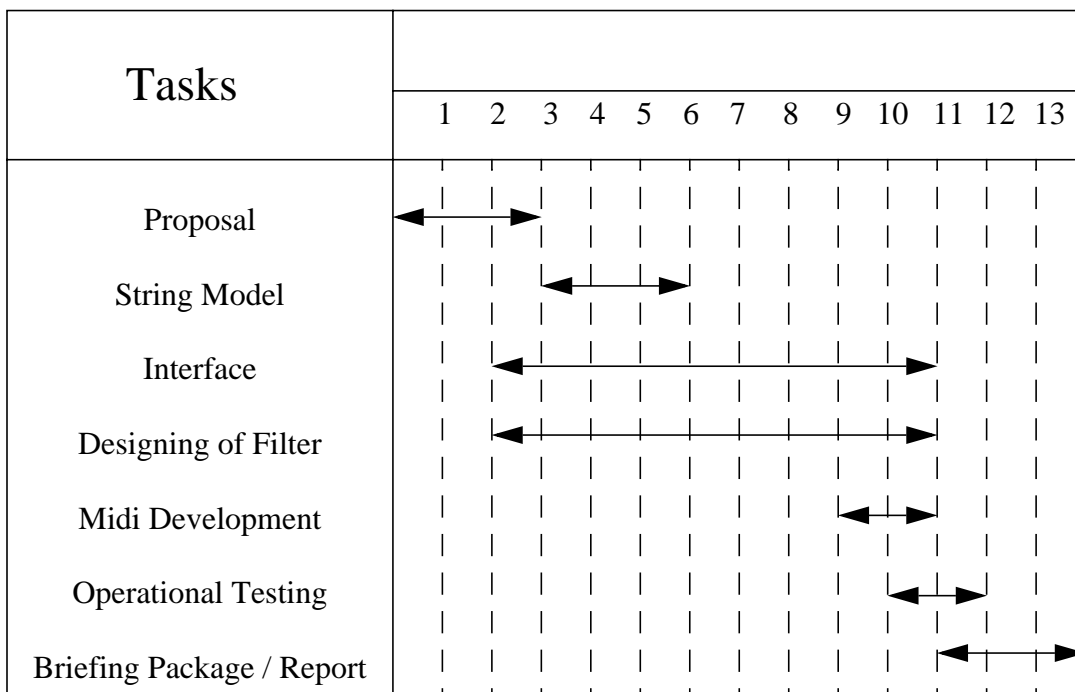 Tasks
1 2 3 4 5 6 7 8 9 10 11 12 13
Proposal
String Model
Interface
Designing of Filter
Midi Development
Operational Testing
Briefing Package / Report